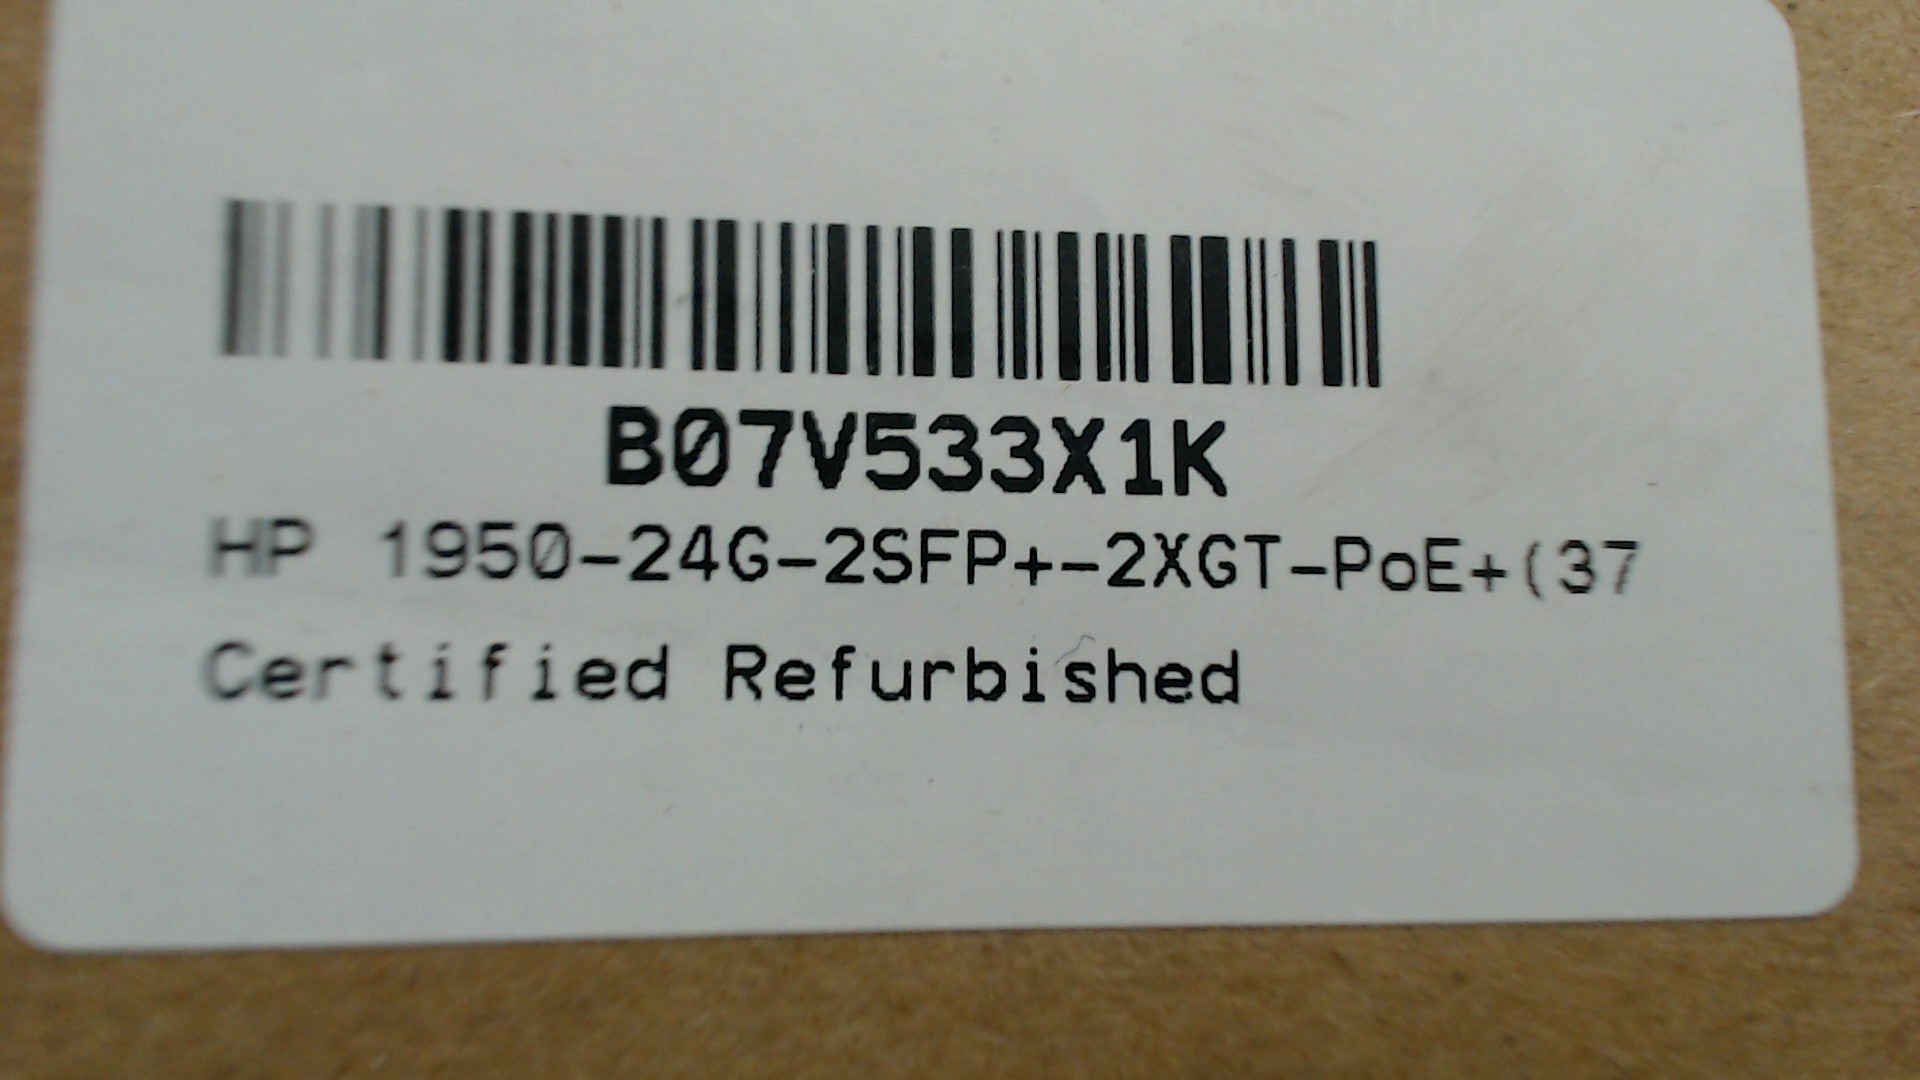 B07V533X1K
HP 1950-24G-2SFP+-2XGT-PoE+(37
Certified Refurbished